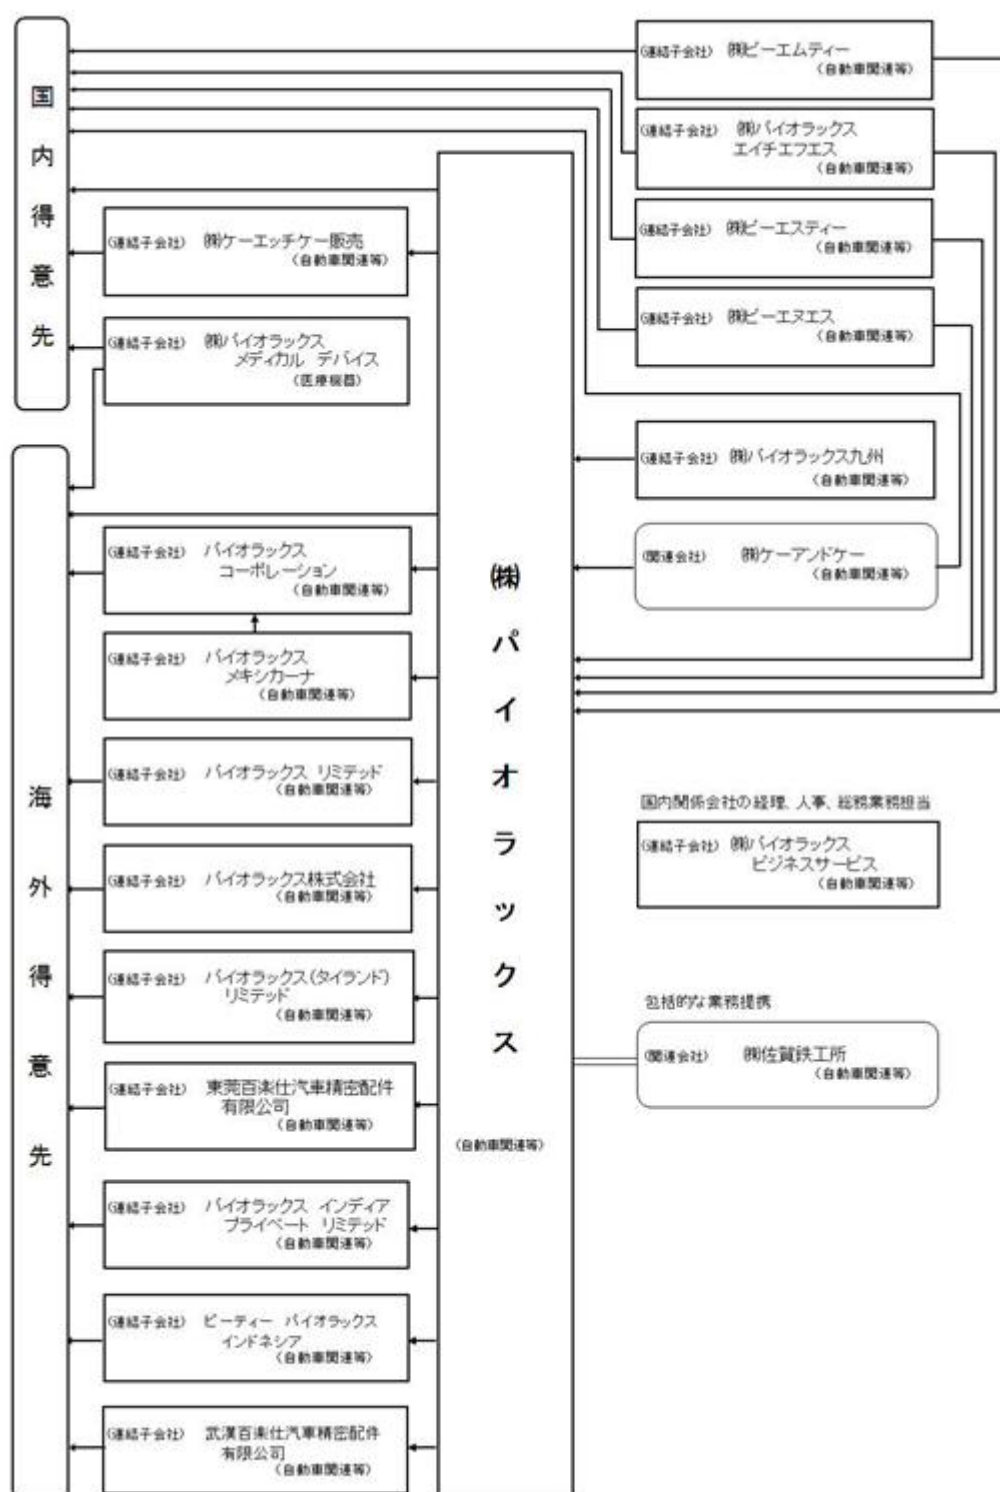 国内得意先
(連結子会社) ㈱ケーエッチケー販売
(自動車関連等)
(連結子会社) ㈱パイオラックス
メディカル デバイス
(医療機器)
海外得意先
(連結子会社) パイオラックス
コーポレーション
(自動車関連等)
(連結子会社) パイオラックス
メキシカーナ
(自動車関連等)
(連結子会社) パイオラックス リミテッド
(自動車関連等)
(連結子会社) パイオラックス株式会社
(自動車関連等)
(連結子会社) パイオラックス(タイランド)
リミテッド
(自動車関連等)
(連結子会社) 東莞百楽仕汽車精密配件
有限公司
(自動車関連等)
(連結子会社) パイオラックス インディア
プライベート リミテッド
(自動車関連等)
(連結子会社) ピーティー パイオラックス
インドネシア
(自動車関連等)
(連結子会社) 武漢百楽仕汽車精密配件
有限公司
(自動車関連等)
㈱パイオラックス
(自動車関連等)
(連結子会社) ㈱ピーエムティー
(自動車関連等)
(連結子会社) ㈱パイオラックス
エイチエフエス
(自動車関連等)
(連結子会社) ㈱ピーエスティー
(自動車関連等)
(連結子会社) ㈱ピーエヌエス
(自動車関連等)
(連結子会社) ㈱パイオラックス九州
(自動車関連等)
(関連会社) ㈱ケーアンドケー
(自動車関連等)
国内関係会社の経理、人事、総務業務担当
(連結子会社) ㈱パイオラックス
ビジネスサービス
(自動車関連等)
包括的な業務提携
(関連会社) ㈱佐賀鉄工所
(自動車関連等)